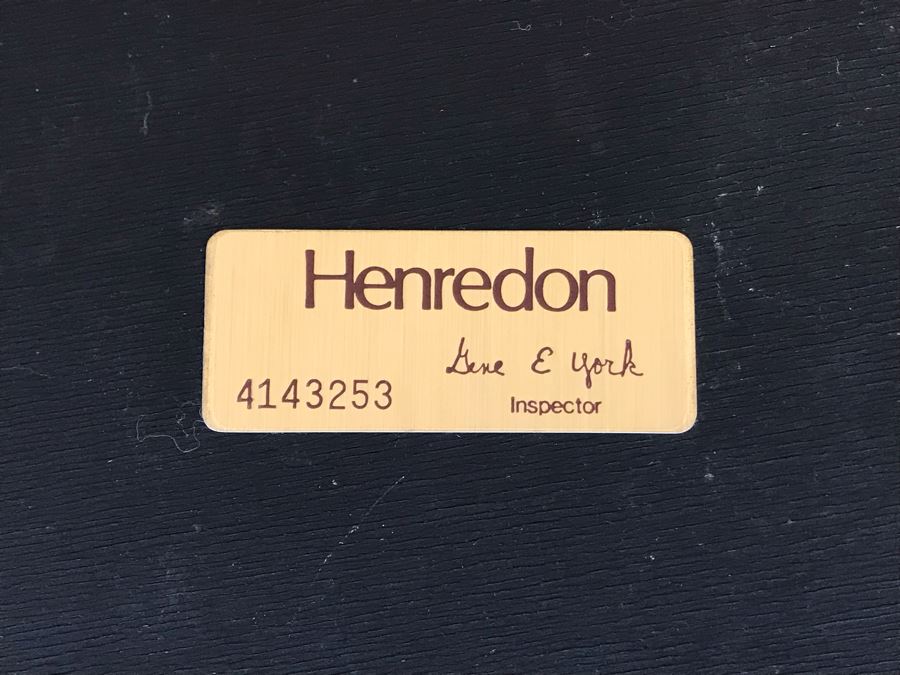 Henredon
Gene E York
4143253
Inspector